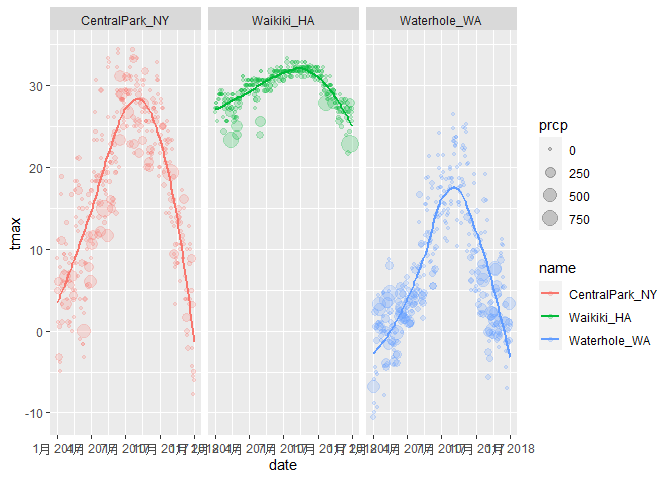 CentralPark_NY
Waikiki_HA
Waterhole_WA
30
20
10
0
-10
tmax
date
prcp
0
250
500
750
name
CentralPark_NY
Waikiki_HA
Waterhole_WA